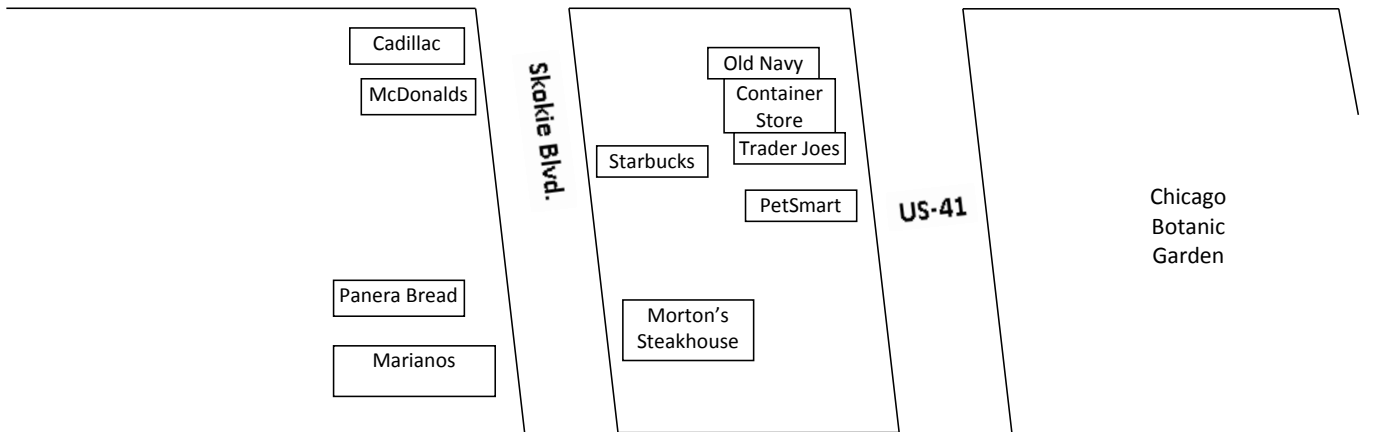 Cadillac
McDonalds
Skokie Blvd.
Old Navy
Container
Store
Trader Joes
Starbucks
PetSmart
US-41
Chicago
Botanic
Garden
Panera Bread
Marianos
Morton’s
Steakhouse